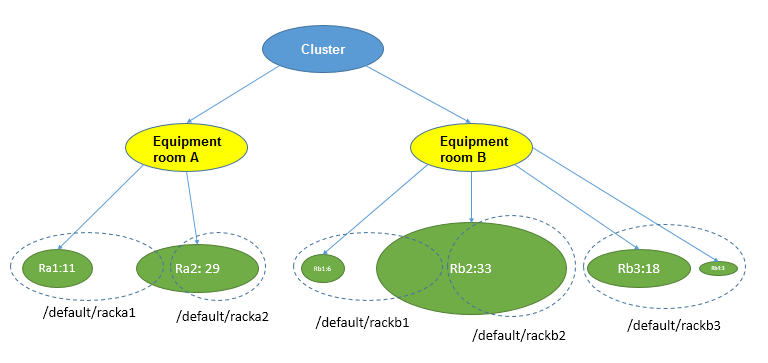 Cluster
Equipment
room A
Equipment
room B
Ra1:11
Ra2: 29
Rb1:6
Rb2:33
Rb3:18
Rb4:3
/default/racka1
/default/racka2
/default/rackb1
/default/rackb2
/default/rackb3